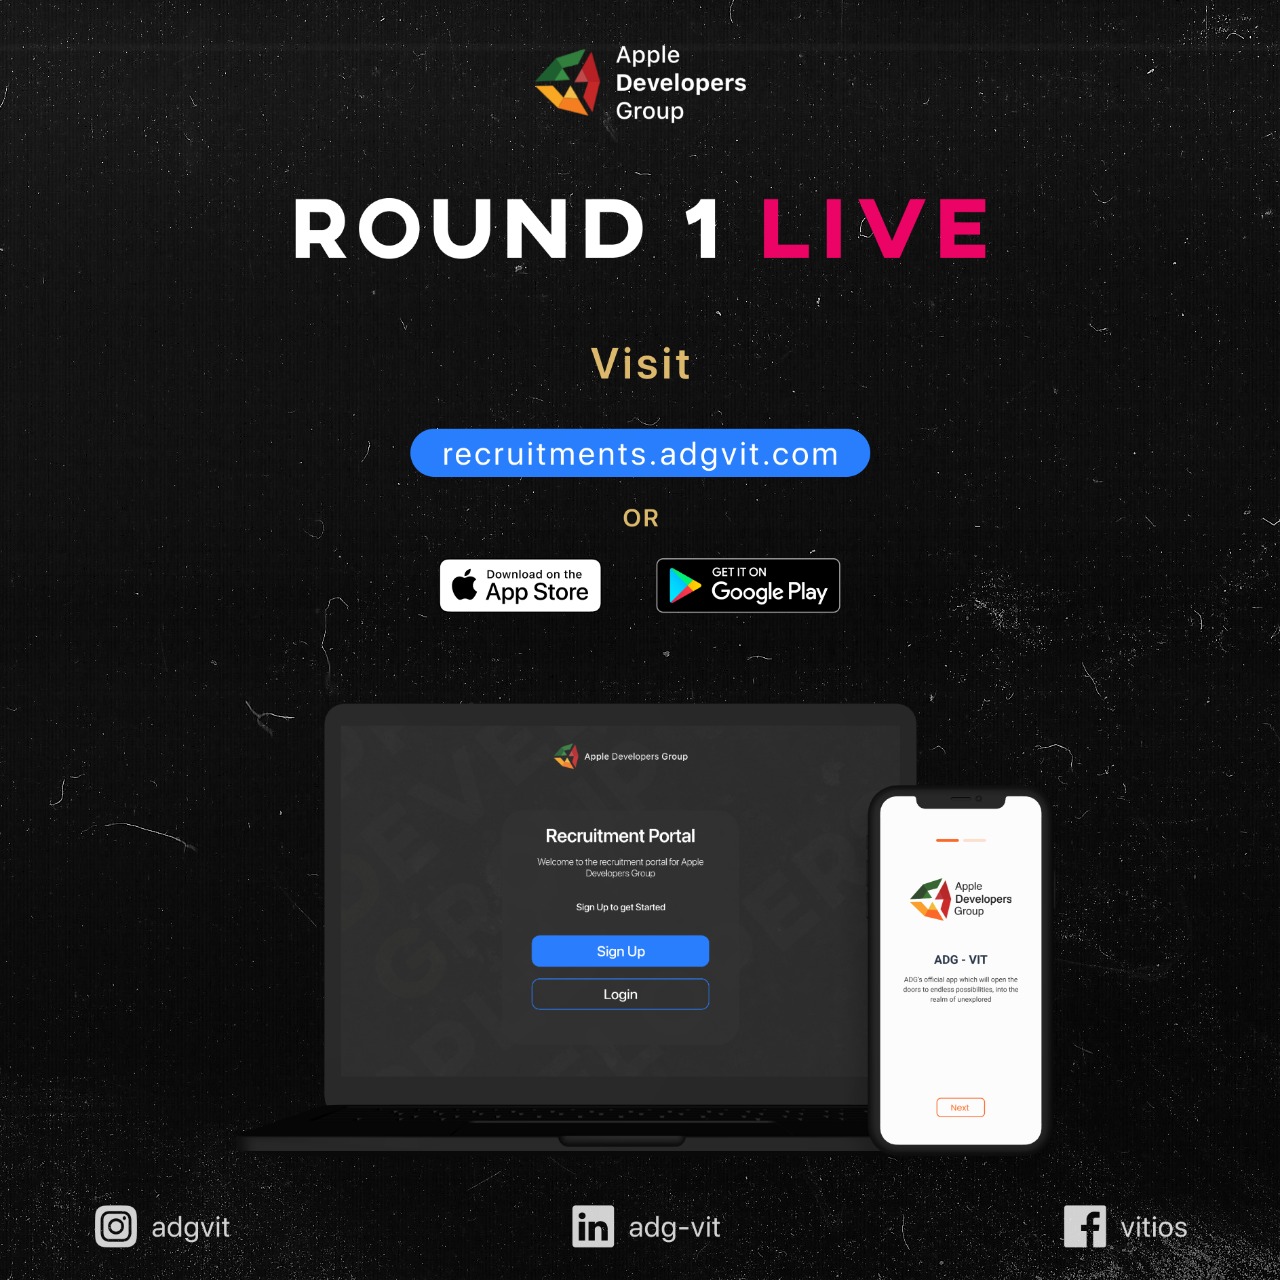 Apple
Developers
Group
ROUND 1 LIVE
Visit
recruitments.adgvit.com
OR
Download on the
App Store
GET IT ON
Google Play
Apple Developers Group
Recruitment Portal
Welcome to the recruitment portal for Apple
Developers Group
Sign Up to get Started
Sign Up
Login
Apple
Developers
Group
ADG - VIT
ADG's official app which will open the
doors to endless possibilities, into the
realm of unexplored
Next
adgvit
adg-vit
vitios